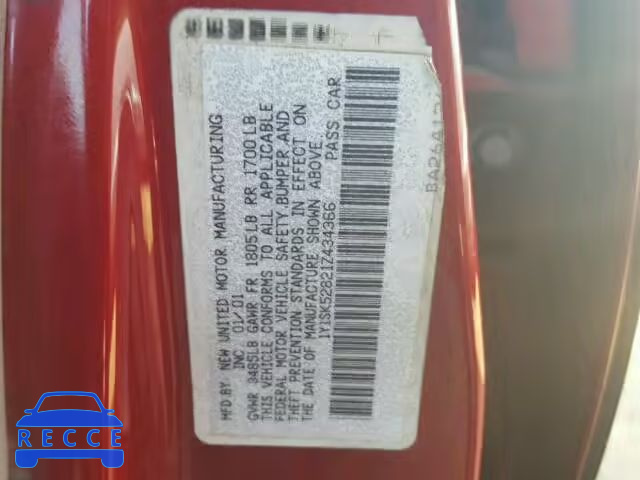 MFD BY NEW UNITED MOTOR MANUFACTURING
INC 01/01
GVWR 3485LB GAWR FR 1805LB RR 1700LB
THIS VEHICLE CONFORMS TO ALL APPLICABLE
FEDERAL MOTOR VEHICLE SAFETY,BUMPER,AND
THEFT PREVENTION STANDARDS IN EFFECT ON
THE DATE OF MANUFACTURE SHOWN ABOVE.
1Y1SK52821Z434366 PASS CAR
RECCE